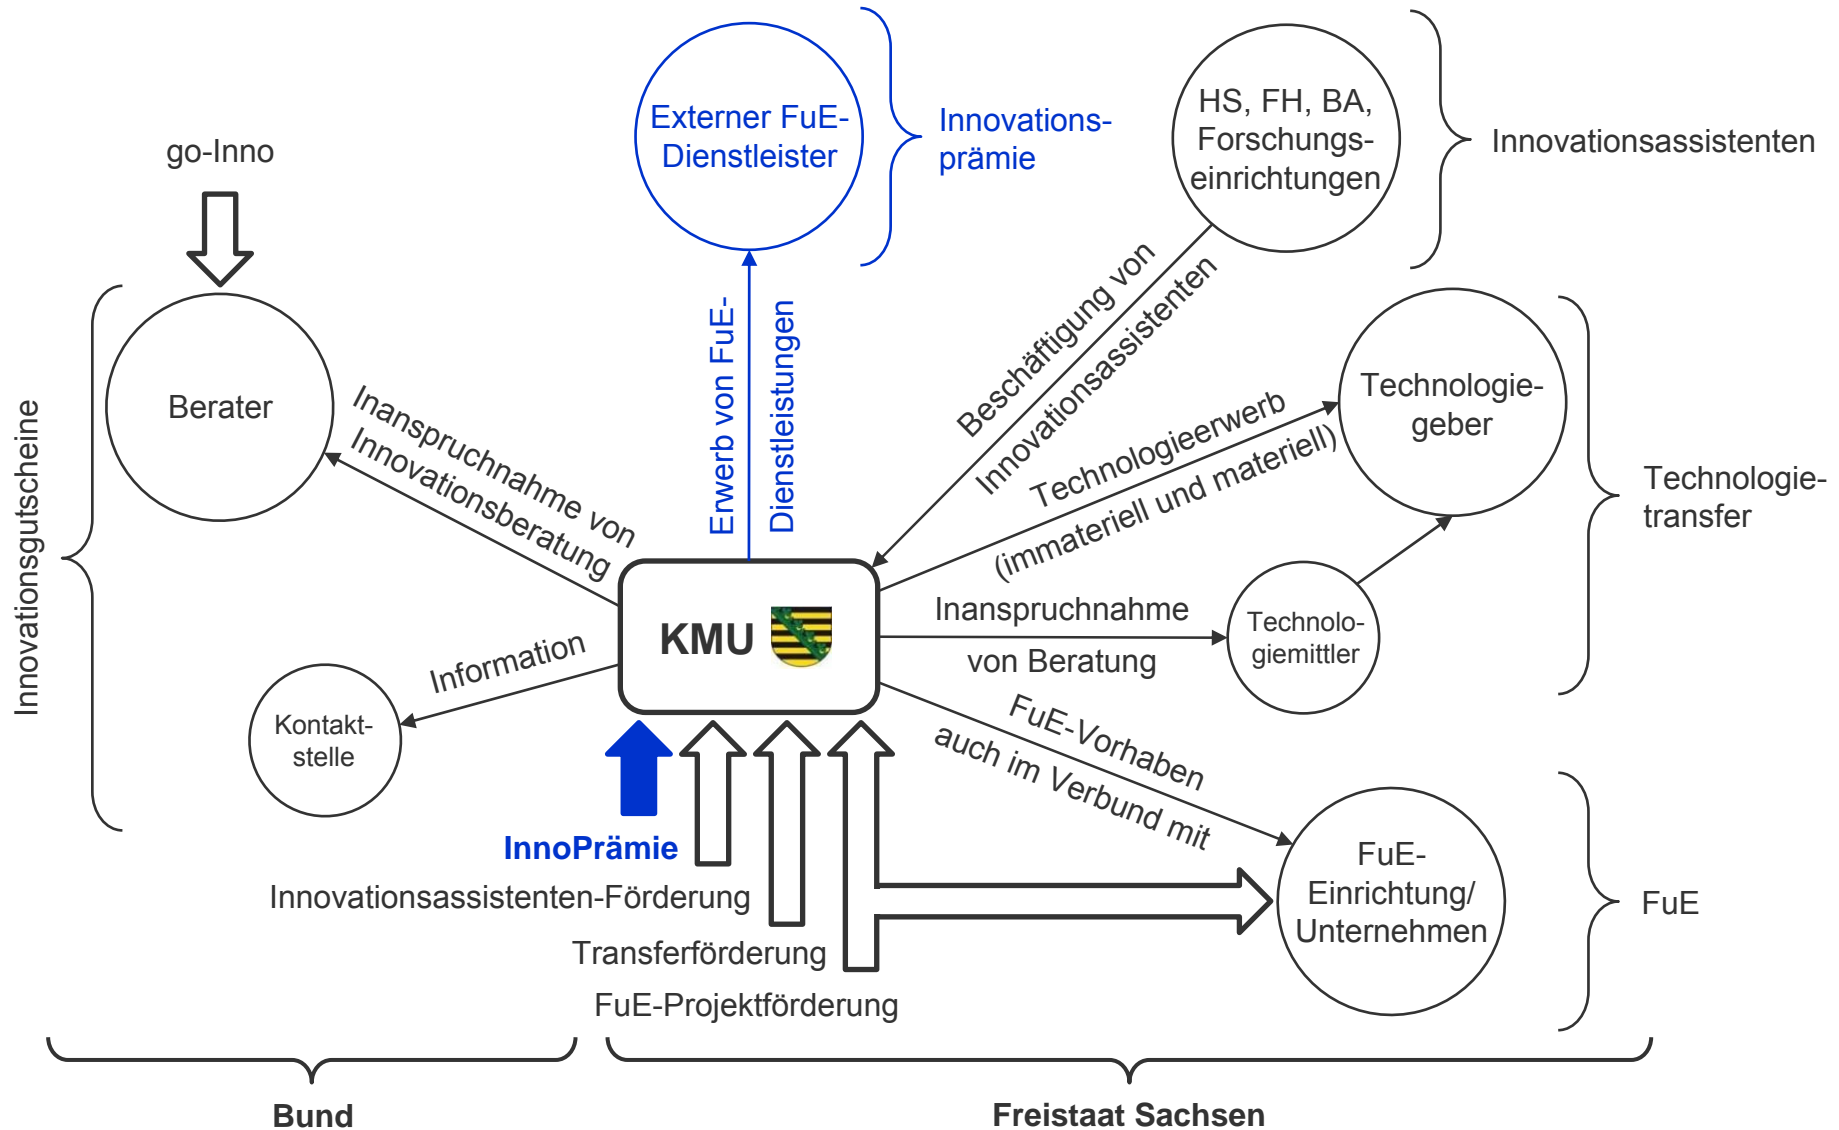 go-Inno
Externer FuE-
Dienstleister
Innovations-
prämie
HS, FH, BA,
Forschungs-
einrichtungen
Innovationsassistenten
Innovationsgutscheine
Berater
Inanspruchnahme von
Innovationsberatung
Erwerb von FuE-
Dienstleistungen
Beschäftigung von
Innovationsassistenten
Technologieerwerb
(immateriell und materiell)
Technologie-
geber
Technologie-
transfer
KMU
Inanspruchnahme
von Beratung
Technolo-
giemittler
Information
Kontakt-
stelle
FuE-Vorhaben
auch im Verbund mit
InnoPrämie
Innovationsassistenten-Förderung
Transferförderung
FuE-Projektförderung
FuE-
Einrichtung/
Unternehmen
FuE
Bund
Freistaat Sachsen